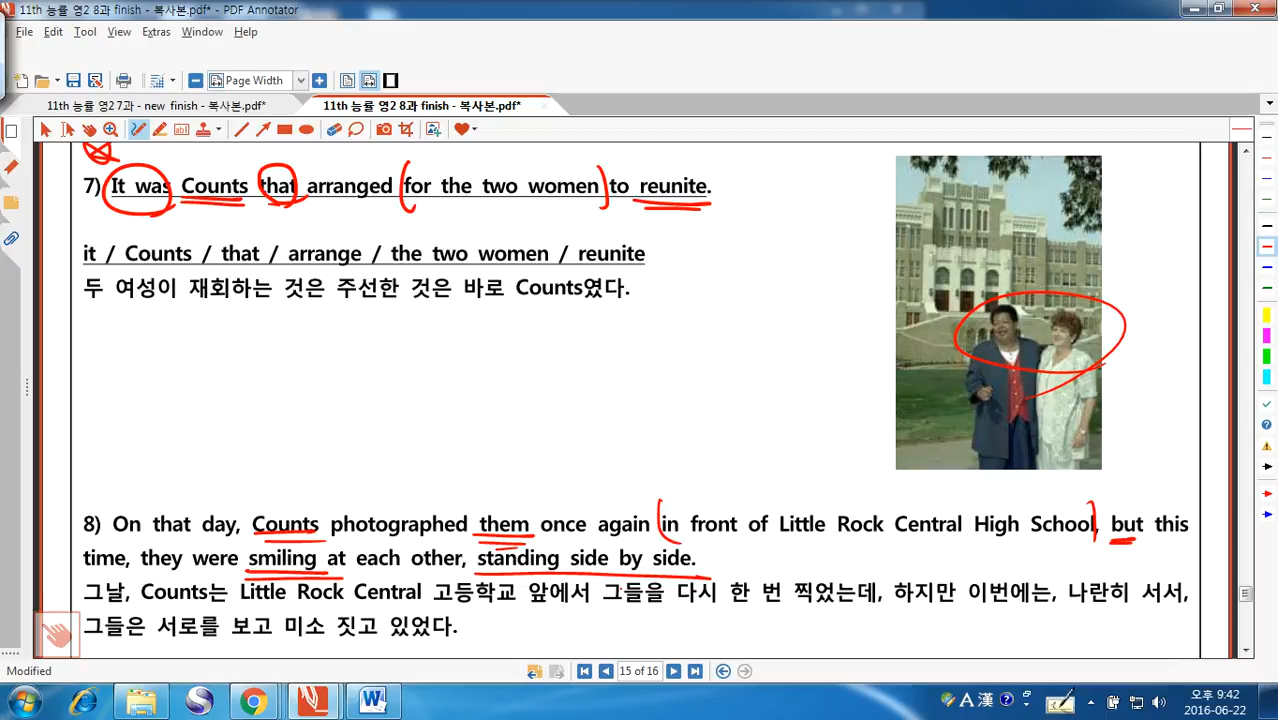 11th 능률 영2 8과 finish - 복사본.pdf* - PDF Annotator
File Edit Tool View Extras Window Help
Page Width
11th 능률 영2 7과 - new finish - 복사본.pdf* 11th 능률 영2 8과 finish - 복사본.pdf*
7) It was Counts that arranged for the two women to reunite.
it / Counts / that / arrange / the two women / reunite
두 여성이 재회하는 것은 주선한 것은 바로 Counts였다.
8) On that day, Counts photographed them once again in front of Little Rock Central High School, but this
time, they were smiling at each other, standing side by side.
그날, Counts는 Little Rock Central 고등학교 앞에서 그들을 다시 한 번 찍었는데, 하지만 이번에는, 나란히 서서,
그들은 서로를 보고 미소 짓고 있었다.
Modified 15 of 16
A 漢 오후 9:42
2016-06-22